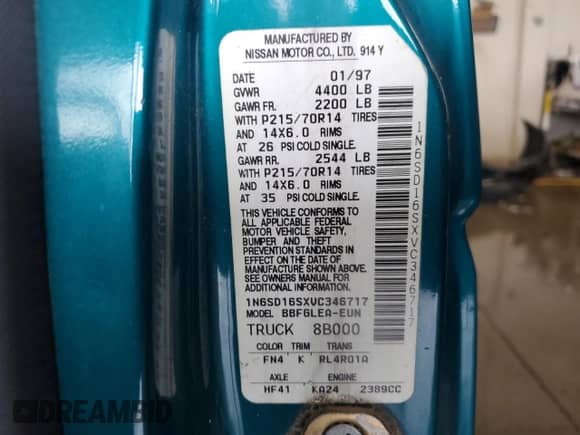 MANUFACTURED BY
NISSAN MOTOR CO., LTD. 914 Y
DATE 01/97
GVWR 4400 LB
GAWR FR. 2200 LB
WITH P215/70R14 TIRES
AND 14X6.0 RIMS
AT 26 PSI COLD SINGLE.
GAWR RR. 2544 LB
WITH P215/70R14 TIRES
AND 14X6.0 RIMS
AT 35 PSI COLD SINGLE.
THIS VEHICLE CONFORMS TO
ALL APPLICABLE FEDERAL
MOTOR VEHICLE SAFETY,
BUMPER AND THEFT
PREVENTION STANDARDS IN
EFFECT ON THE DATE OF
MANUFACTURE SHOWN ABOVE.
SEE OWNERS MANUAL FOR
ADDITIONAL INFORMATION.
1N6SD16SXVC346717
MODEL BBFGLEA-EUN
TRUCK 8B000
COLOR TRIM TRANS
FN4 K RL4R01A
AXLE ENGINE
HF41 KA24 2389CC
1N6SD16SXVC346717
DREAMBID